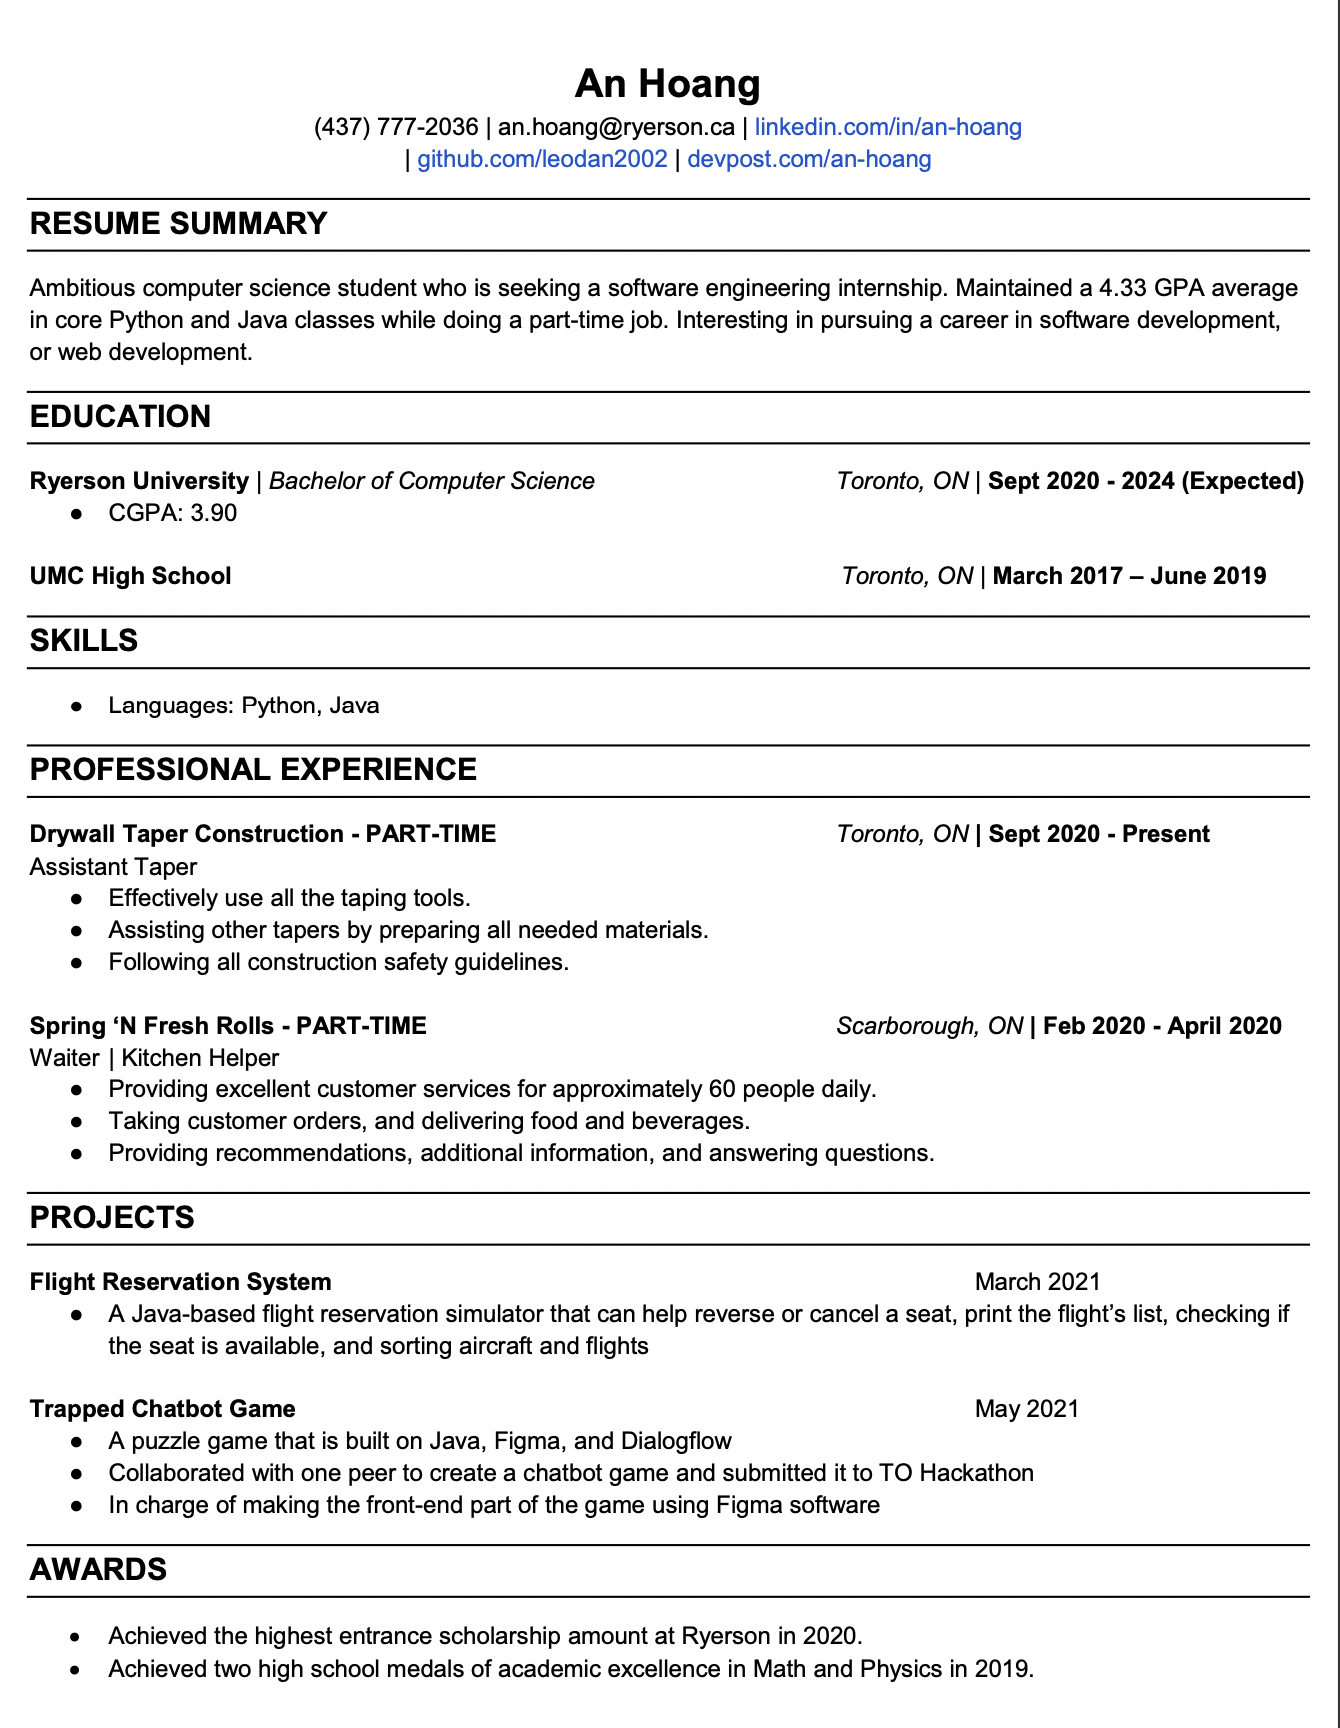 An Hoang
(437) 777-2036 | an.hoang@ryerson.ca | linkedin.com/in/an-hoang
| github.com/leodan2002 | devpost.com/an-hoang
RESUME SUMMARY
Ambitious computer science student who is seeking a software engineering internship. Maintained a 4.33 GPA average
in core Python and Java classes while doing a part-time job. Interesting in pursuing a career in software development,
or web development.
EDUCATION
Ryerson University | Bachelor of Computer Science Toronto, ON | Sept 2020 - 2024 (Expected)
● CGPA: 3.90
UMC High School Toronto, ON | March 2017 – June 2019
SKILLS
● Languages: Python, Java
PROFESSIONAL EXPERIENCE
Drywall Taper Construction - PART-TIME Toronto, ON | Sept 2020 - Present
Assistant Taper
● Effectively use all the taping tools.
● Assisting other tapers by preparing all needed materials.
● Following all construction safety guidelines.
Spring ‘N Fresh Rolls - PART-TIME Scarborough, ON | Feb 2020 - April 2020
Waiter | Kitchen Helper
● Providing excellent customer services for approximately 60 people daily.
● Taking customer orders, and delivering food and beverages.
● Providing recommendations, additional information, and answering questions.
PROJECTS
Flight Reservation System March 2021
● A Java-based flight reservation simulator that can help reverse or cancel a seat, print the flight’s list, checking if
the seat is available, and sorting aircraft and flights
Trapped Chatbot Game May 2021
● A puzzle game that is built on Java, Figma, and Dialogflow
● Collaborated with one peer to create a chatbot game and submitted it to TO Hackathon
● In charge of making the front-end part of the game using Figma software
AWARDS
● Achieved the highest entrance scholarship amount at Ryerson in 2020.
● Achieved two high school medals of academic excellence in Math and Physics in 2019.